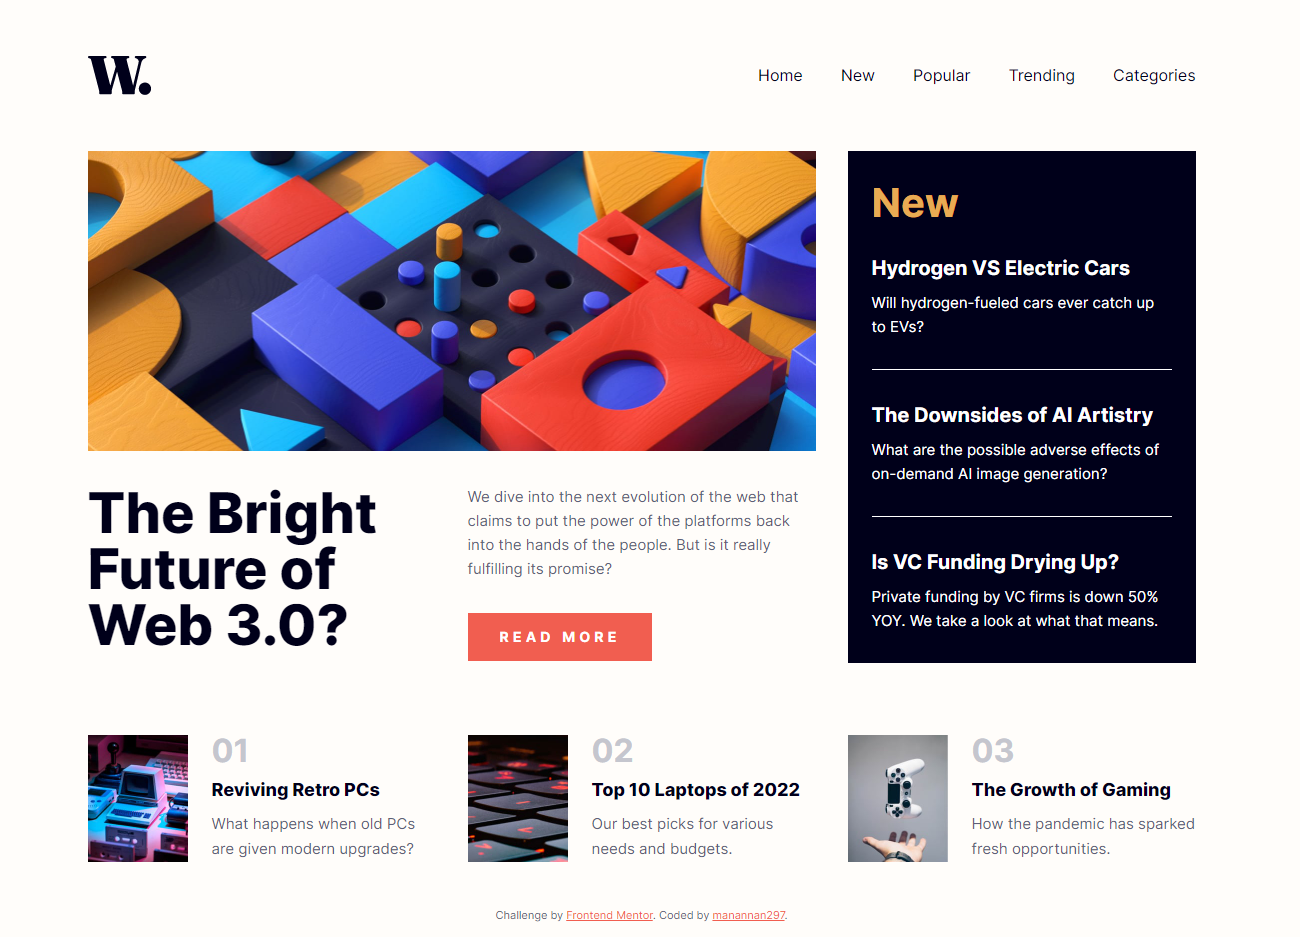 W.
Home New Popular Trending Categories
New
Hydrogen VS Electric Cars
Will hydrogen-fueled cars ever catch up
to EVs?
The Downsides of AI Artistry
What are the possible adverse effects of
on-demand AI image generation?
Is VC Funding Drying Up?
Private funding by VC firms is down 50%
YOY. We take a look at what that means.
The Bright
Future of
Web 3.0?
We dive into the next evolution of the web that
claims to put the power of the platforms back
into the hands of the people. But is it really
fulfilling its promise?
READ MORE
01
Reviving Retro PCs
What happens when old PCs
are given modern upgrades?
02
Top 10 Laptops of 2022
Our best picks for various
needs and budgets.
03
The Growth of Gaming
How the pandemic has sparked
fresh opportunities.
Challenge by Frontend Mentor. Coded by manannan297.